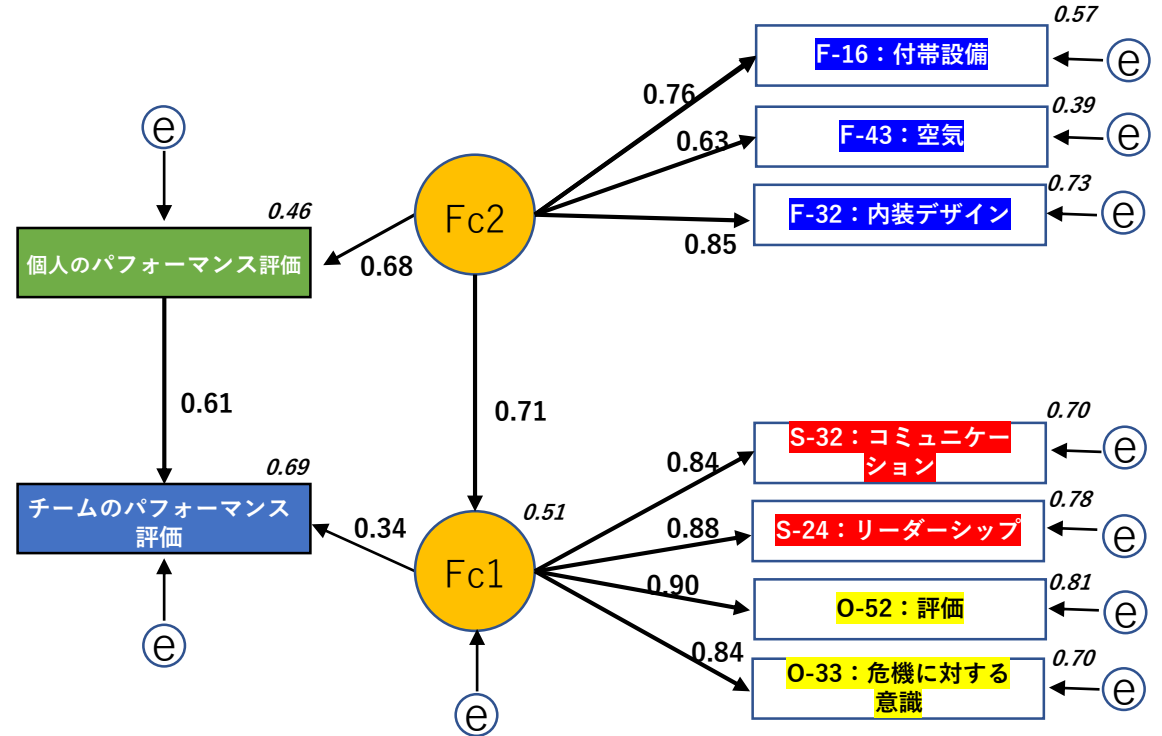 0.57
F-16：付帯設備
e
0.76
0.39
F-43：空気
e
e
0.63
0.73
F-32：内装デザイン
e
0.46
Fc2
0.85
個人のパフォーマンス評価
0.68
0.61
0.71
0.70
S-32：コミュニケー
ション
e
0.84
0.69
0.78
チームのパフォーマンス
評価
0.34
Fc1
0.51
0.88
S-24：リーダーシップ
e
0.81
0.90
O-52：評価
e
0.70
0.84
O-33：危機に対する
意識
e
e
e